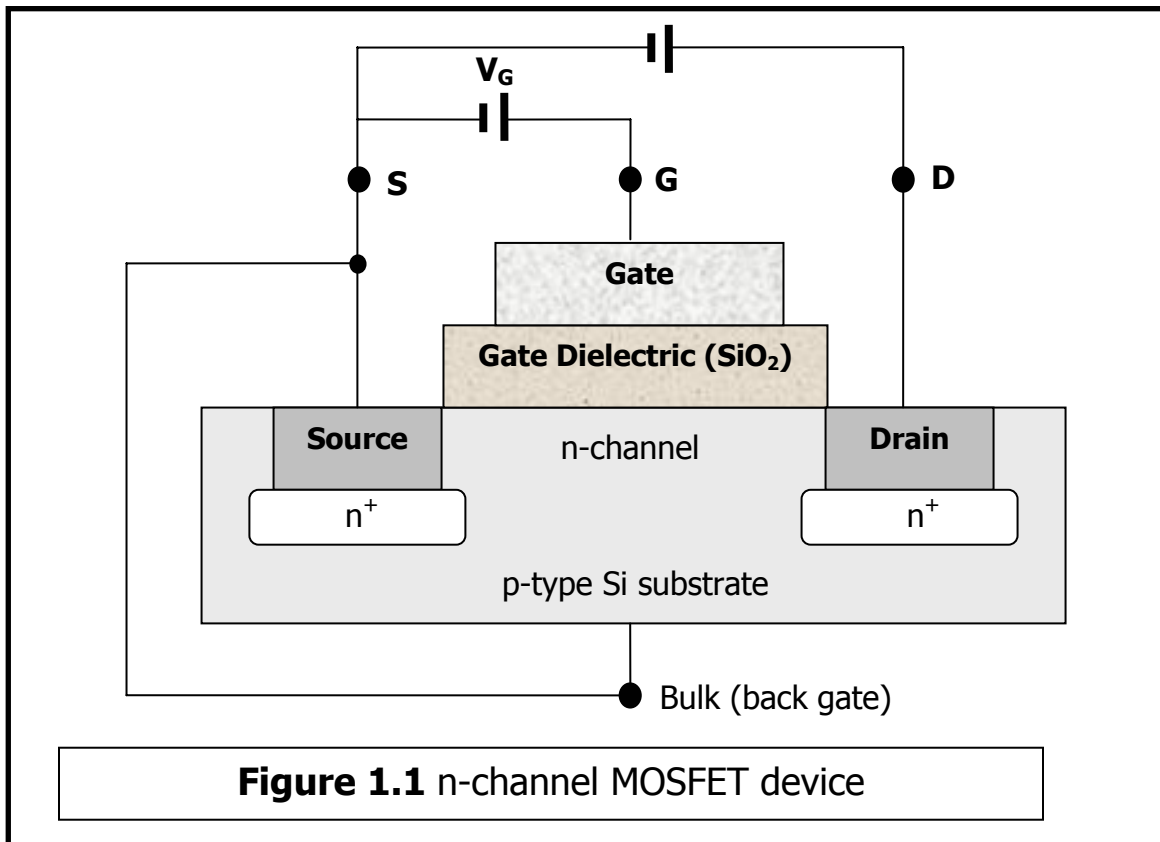 V_G
S
G
D
Gate
Gate Dielectric (SiO₂)
Source
n-channel
Drain
n⁺
n⁺
p-type Si substrate
Bulk (back gate)
Figure 1.1 n-channel MOSFET device